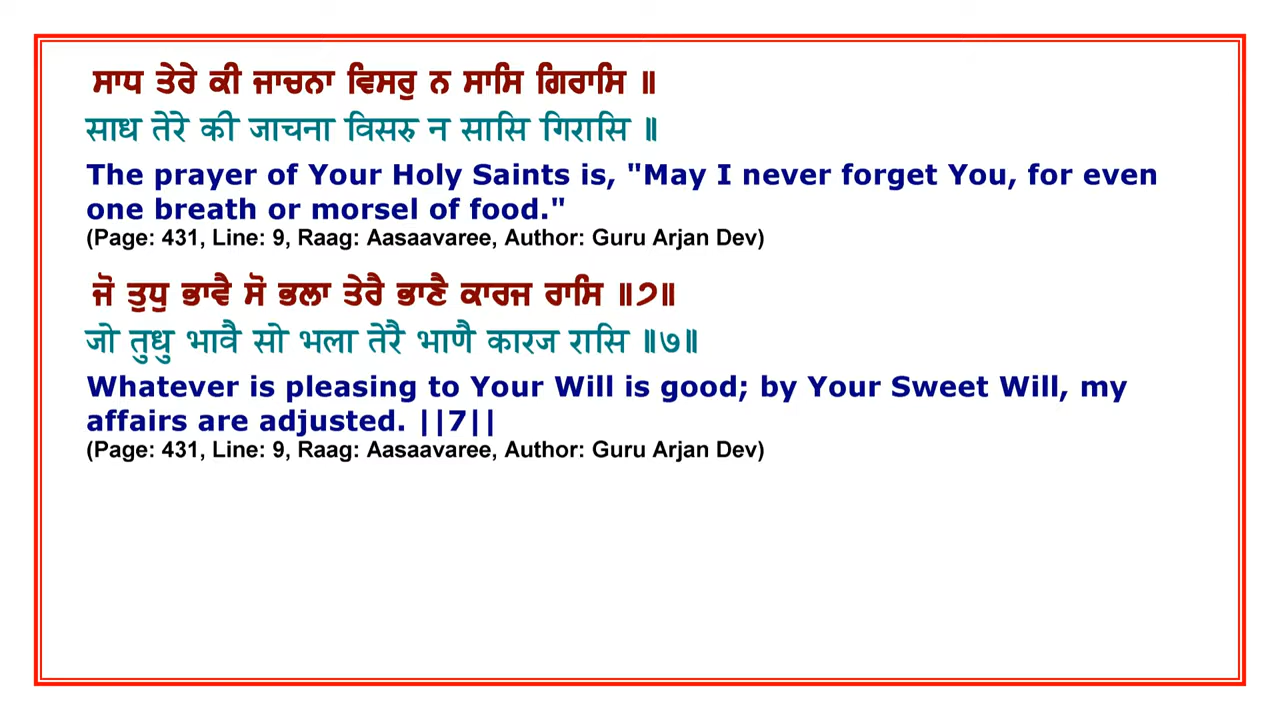 ਸਾਧ ਤੇਰੇ ਕੀ ਜਾਚਨਾ ਵਿਸਰੁ ਨ ਸਾਸਿ ਗਿਰਾਸਿ ॥
साध तेरे की जाचना विसरु न सासि गिरासि ॥
The prayer of Your Holy Saints is, "May I never forget You, for even
one breath or morsel of food."
(Page: 431, Line: 9, Raag: Aasaavaree, Author: Guru Arjan Dev)
ਜੋ ਤੁਧੁ ਭਾਵੈ ਸੋ ਭਲਾ ਤੇਰੈ ਭਾਣੈ ਕਾਰਜ ਰਾਸਿ ॥੭॥
जो तुधु भावै सो भला तेरै भाणै कारज रासि ॥७॥
Whatever is pleasing to Your Will is good; by Your Sweet Will, my
affairs are adjusted. ||7||
(Page: 431, Line: 9, Raag: Aasaavaree, Author: Guru Arjan Dev)